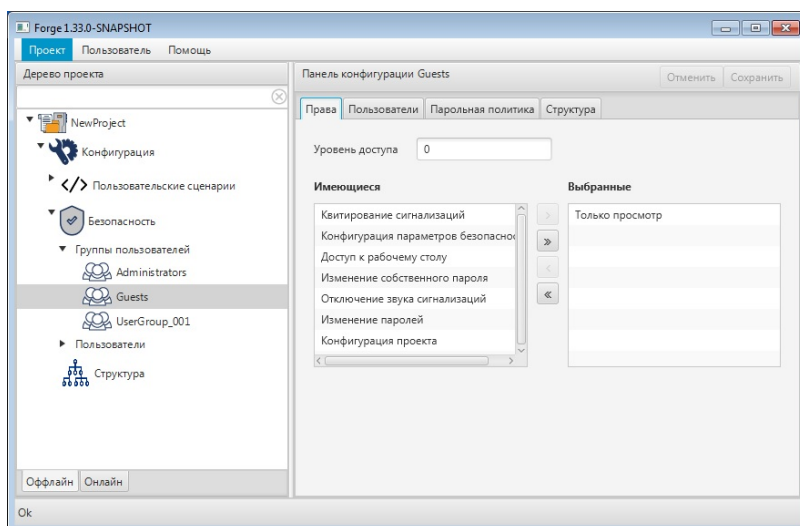 Forge 1.33.0-SNAPSHOT
Проект Пользователь Помощь
Дерево проекта
NewProject
Конфигурация
</> Пользовательские сценарии
Безопасность
Группы пользователей
Administrators
Guests
UserGroup_001
Пользователи
Структура
Оффлайн Онлайн
Панель конфигурации Guests
Отменить Сохранить
Права Пользователи Парольная политика Структура
Уровень доступа 0
Имеющиеся
Квитирование сигнализаций
Конфигурация параметров безопаснос
Доступ к рабочему столу
Изменение собственного пароля
Отключение звука сигнализаций
Изменение паролей
Конфигурация проекта
Выбранные
Только просмотр
Ok